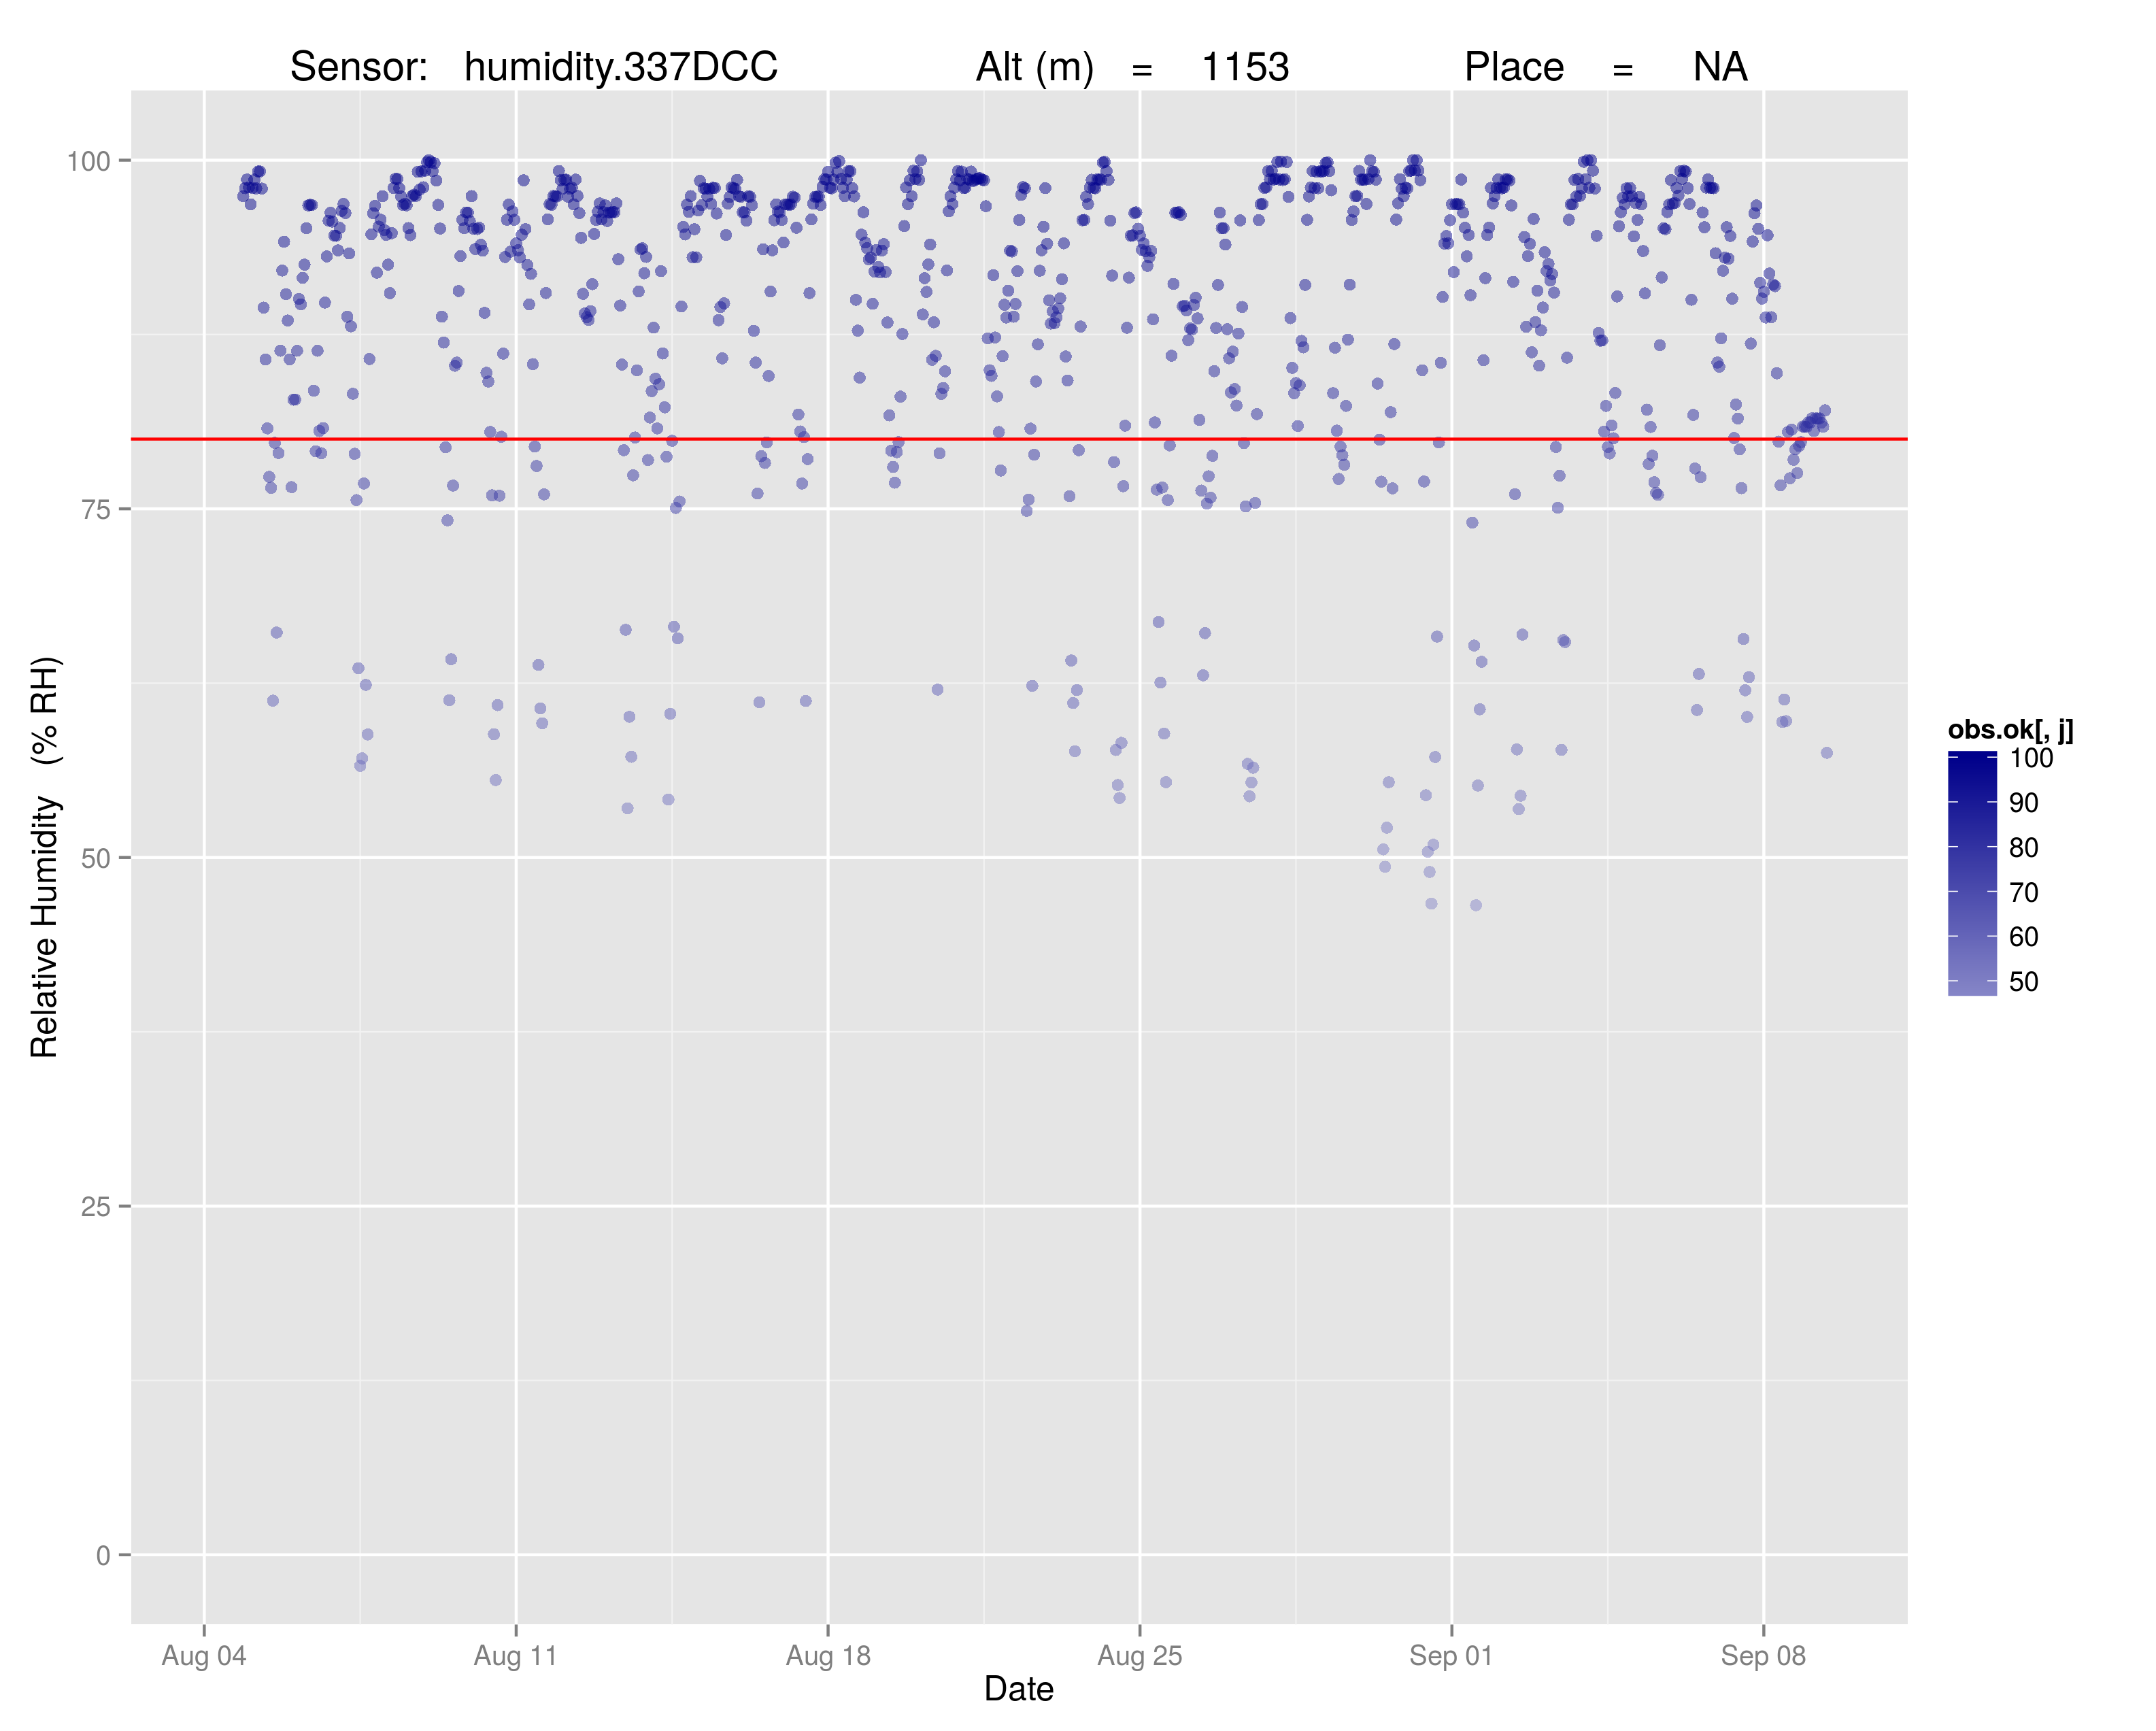 Sensor: humidity.337DCC Alt (m) = 1153 Place = NA
100
75
50
25
0
Relative Humidity (% RH)
Aug 04 Aug 11 Aug 18 Aug 25 Sep 01 Sep 08
Date
obs.ok[, j]
100
90
80
70
60
50